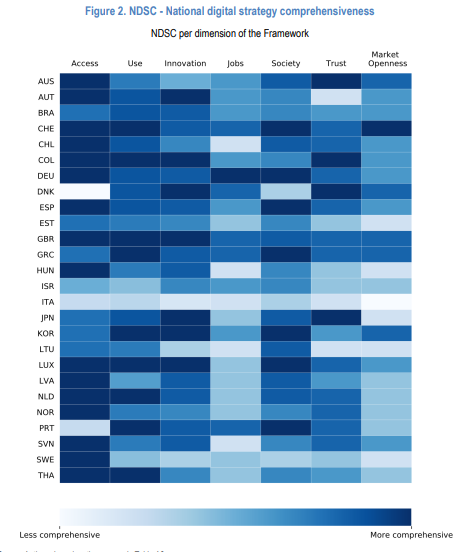 Figure 2. NDSC - National digital strategy comprehensiveness
NDSC per dimension of the Framework
Access Use Innovation Jobs Society Trust Market Openness
AUS
AUT
BRA
CHE
CHL
COL
DEU
DNK
ESP
EST
GBR
GRC
HUN
ISR
ITA
JPN
KOR
LTU
LUX
LVA
NLD
NOR
PRT
SVN
SWE
THA
Less comprehensive More comprehensive